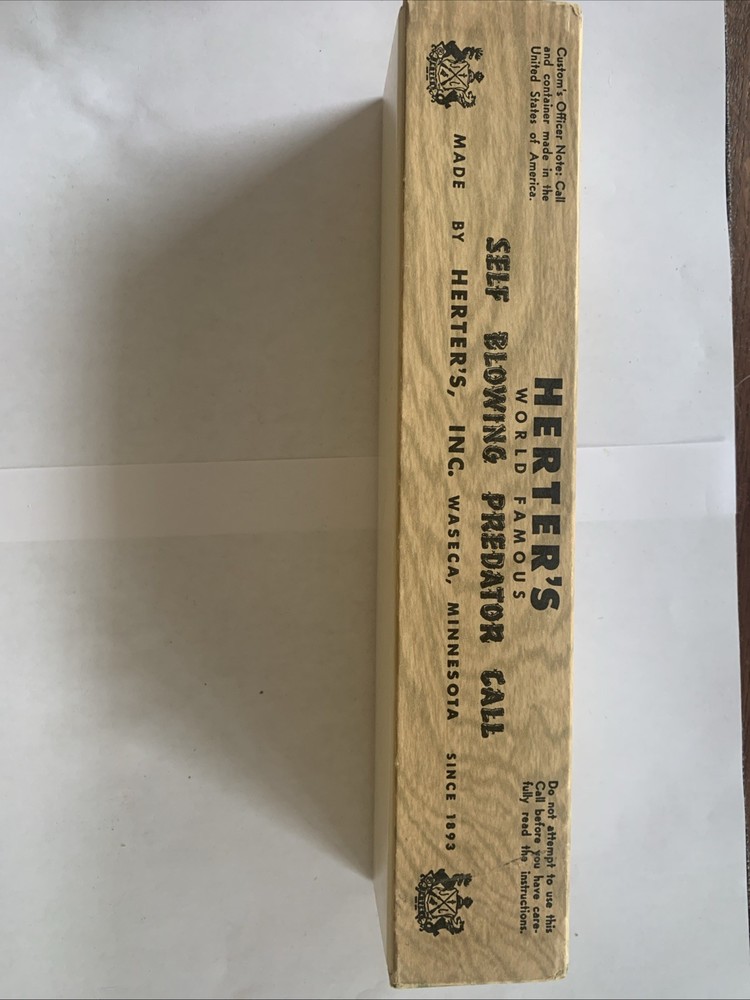 Custom's Officer Note: Call
and container made in the
United States of America.
HERTER'S
WORLD FAMOUS
SELF BLOWING PREDATOR CALL
MADE BY HERTER'S, INC. WASECA, MINNESOTA SINCE 1893
Do not attempt to use this
Call before you have care-
fully read the instructions.